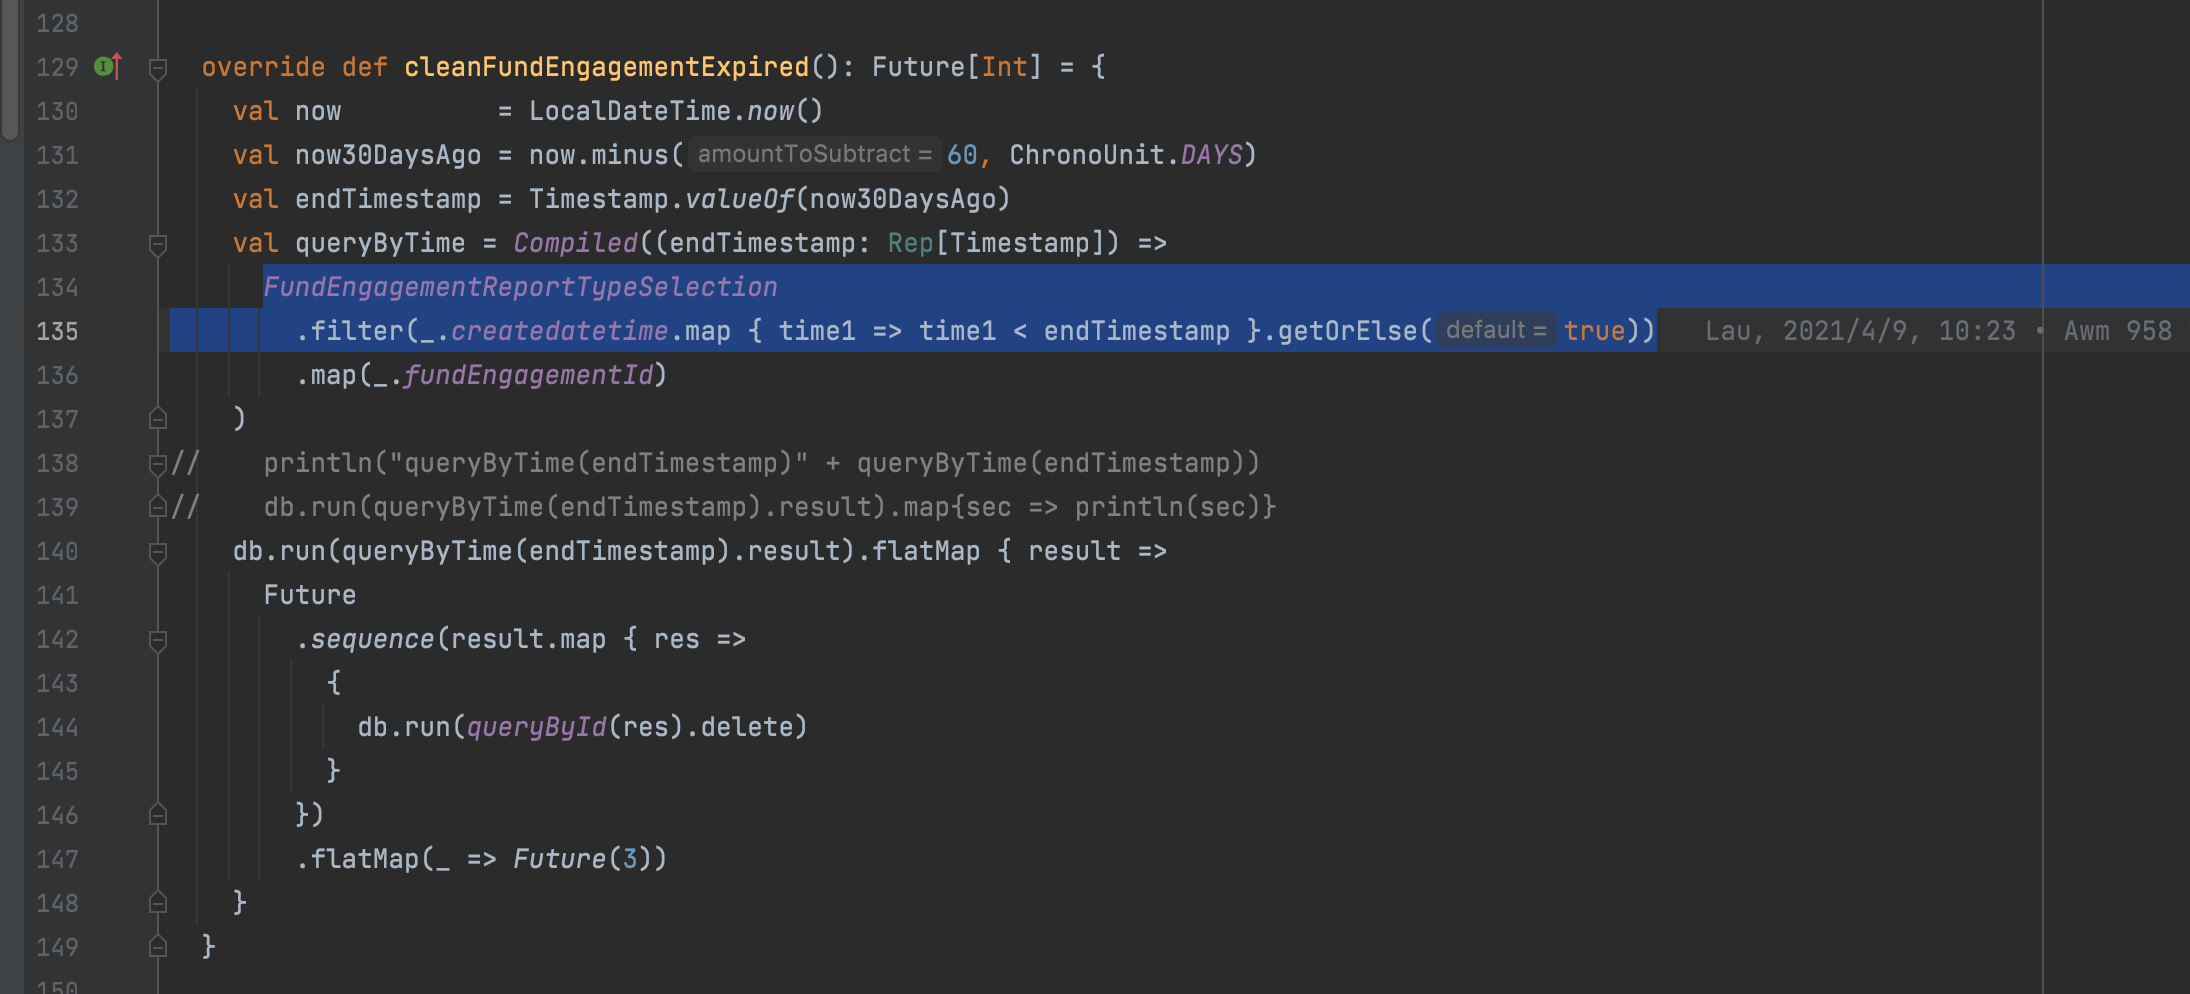 128
129 override def cleanFundEngagementExpired(): Future[Int] = {
130 val now          = LocalDateTime.now()
131 val now30DaysAgo = now.minus( amountToSubtract = 60, ChronoUnit.DAYS)
132 val endTimestamp = Timestamp.valueOf(now30DaysAgo)
133 val queryByTime = Compiled((endTimestamp: Rep[Timestamp]) =>
134 FundEngagementReportTypeSelection
135 .filter(_.createdatetime.map { time1 => time1 < endTimestamp }.getOrElse( default = true)) Lau, 2021/4/9, 10:23 • Awm 958
136 .map(_.fundEngagementId)
137 )
138 // println("queryByTime(endTimestamp)" + queryByTime(endTimestamp))
139 // db.run(queryByTime(endTimestamp).result).map{sec => println(sec)}
140 db.run(queryByTime(endTimestamp).result).flatMap { result =>
141 Future
142 .sequence(result.map { res =>
143 {
144 db.run(queryById(res).delete)
145 }
146 })
147 .flatMap(_ => Future(3))
148 }
149 }
150